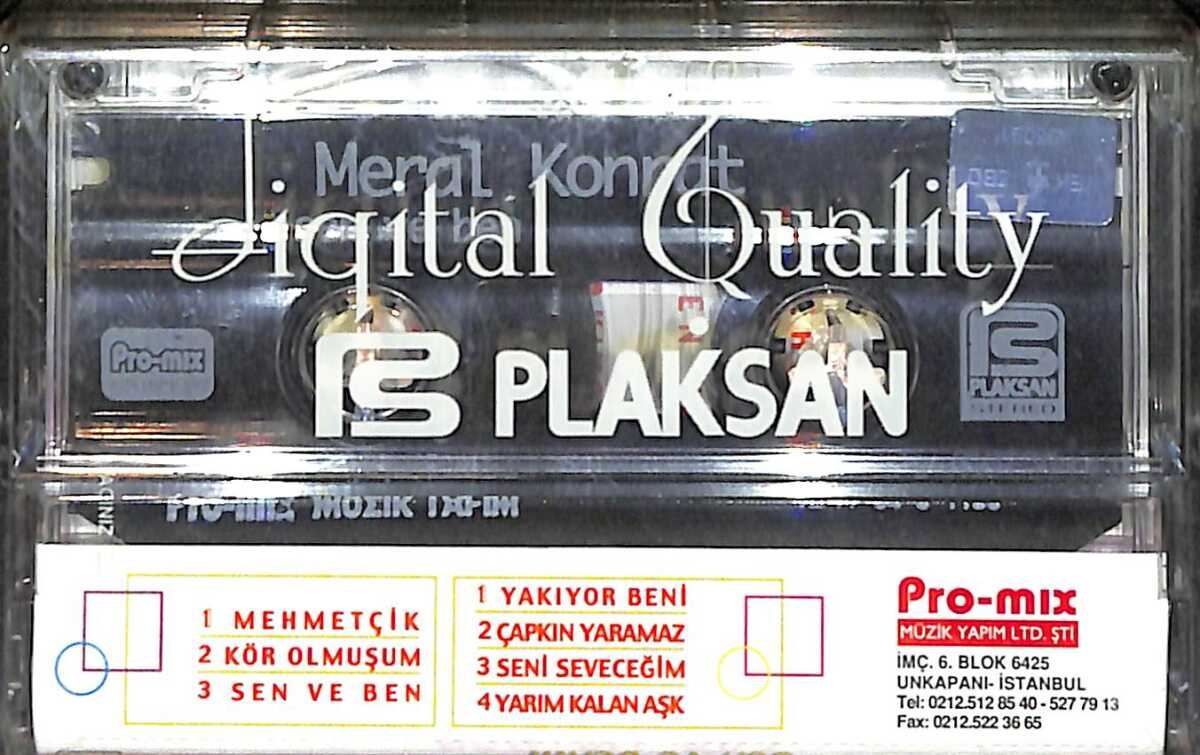 Meral Konrat
Digital Quality
Pro-mix
PLAKSAN
PLAKSAN
STEREO
AÇINIZ
Pro-mix MÜZİK YAPIM
1 MEHMETÇİK
2 KÖR OLMUŞUM
3 SEN VE BEN
1 YAKIYOR BENİ
2 ÇAPKIN YARAMAZ
3 SENİ SEVECEĞİM
4 YARIM KALAN AŞK
Pro-mix
MÜZİK YAPIM LTD. ŞTİ
İMÇ. 6. BLOK 6425
UNKAPANI- İSTANBUL
Tel: 0212.512 85 40 - 527 79 13
Fax: 0212.522 36 65